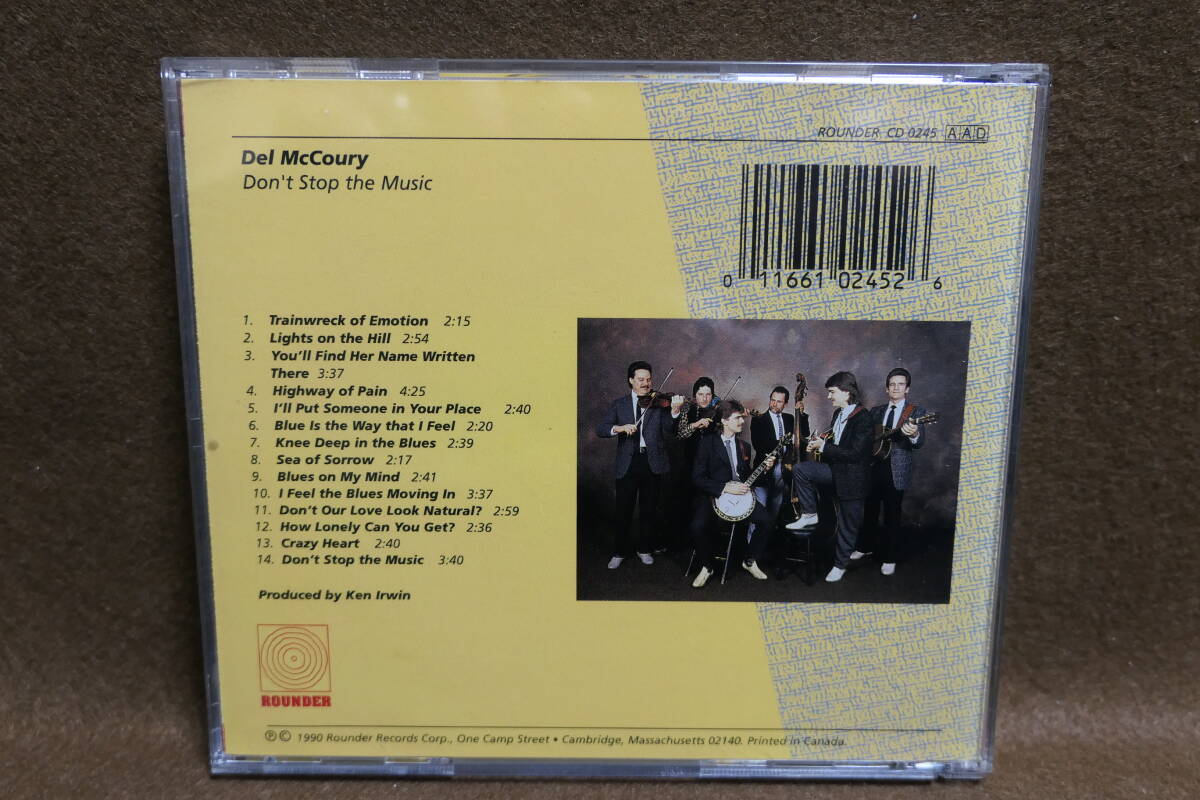 ROUNDER CD 0245 AAD
Del McCoury
Don't Stop the Music
0 11661 02452 6
1. Trainwreck of Emotion 2:15
2. Lights on the Hill 2:54
3. You'll Find Her Name Written
There 3:37
4. Highway of Pain 4:25
5. I'll Put Someone in Your Place 2:40
6. Blue Is the Way that I Feel 2:20
7. Knee Deep in the Blues 2:39
8. Sea of Sorrow 2:17
9. Blues on My Mind 2:41
10. I Feel the Blues Moving In 3:37
11. Don't Our Love Look Natural? 2:59
12. How Lonely Can You Get? 2:36
13. Crazy Heart 2:40
14. Don't Stop the Music 3:40
Produced by Ken Irwin
ROUNDER
℗© 1990 Rounder Records Corp., One Camp Street • Cambridge, Massachusetts 02140. Printed in Canada.